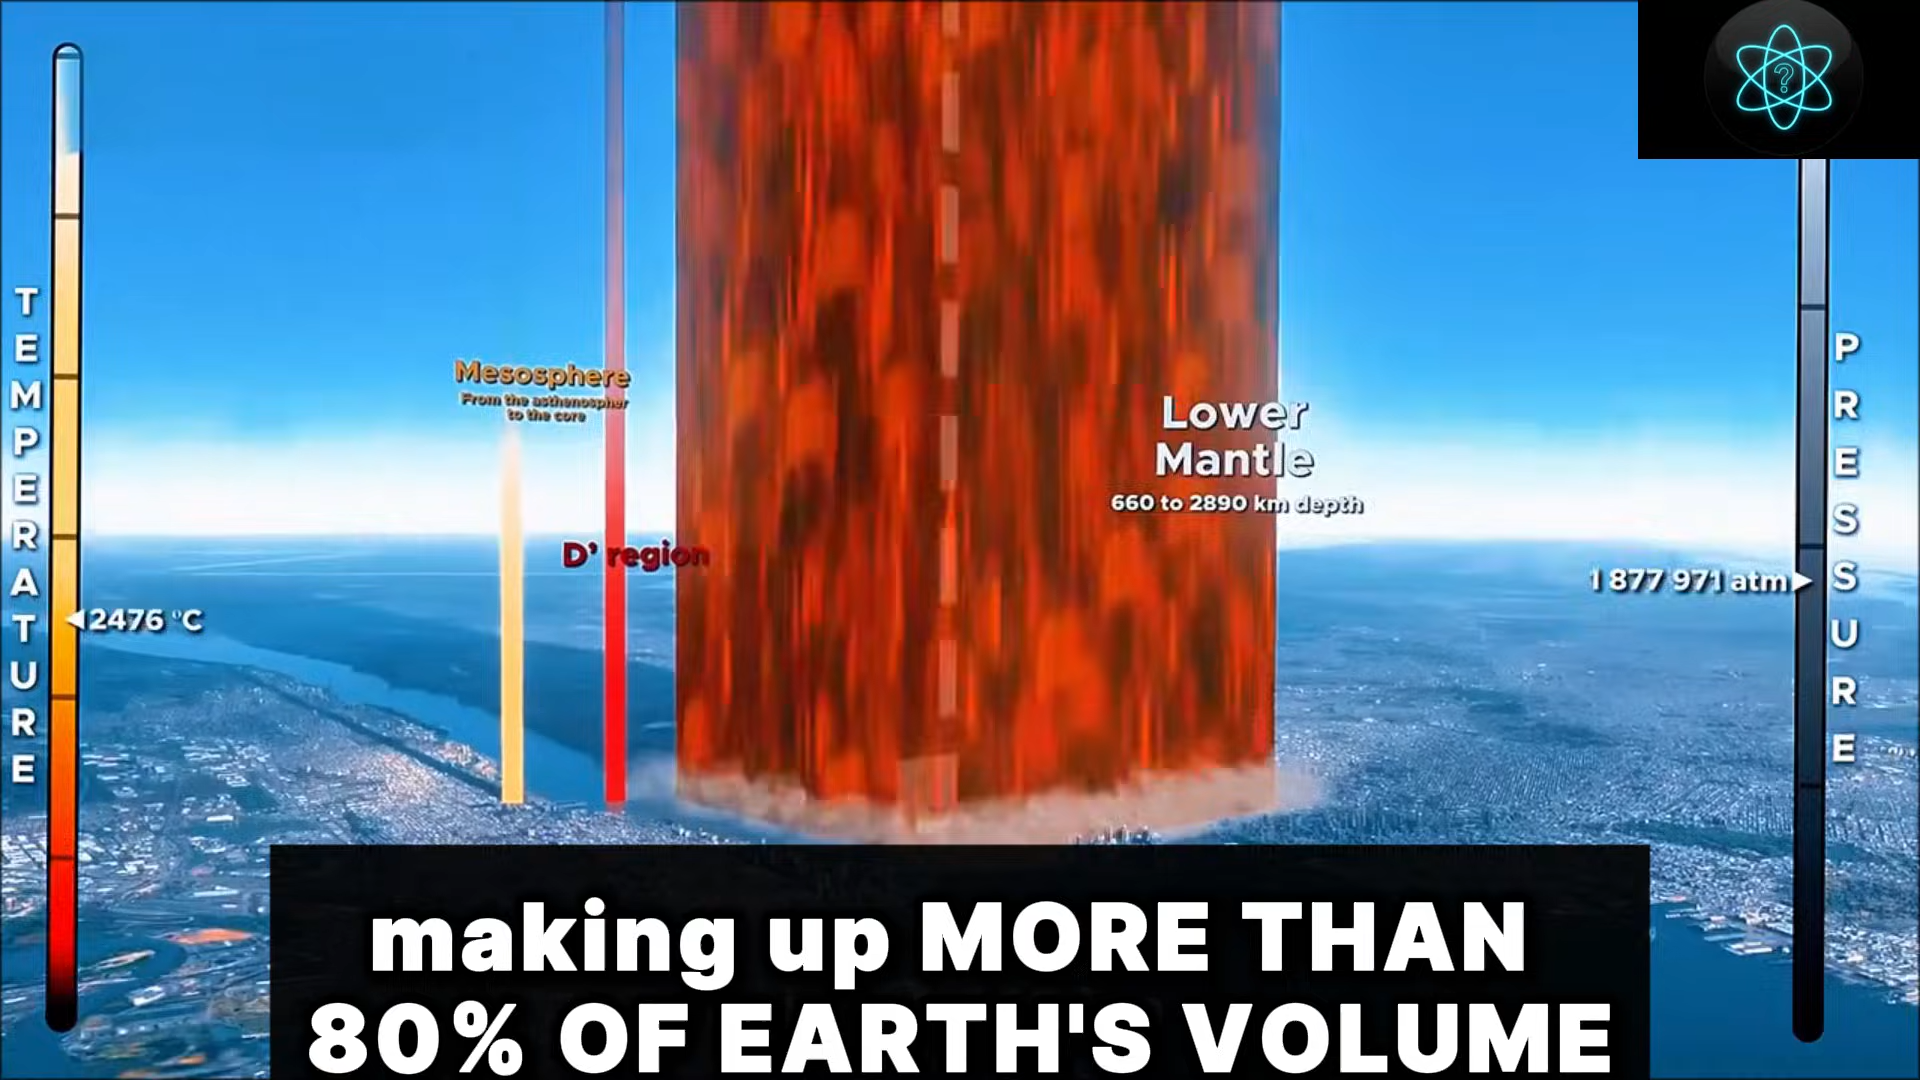 TEMPERATURE
2476 °C
Mesosphere
From the asthenospher
to the core
D' region
Lower
Mantle
660 to 2890 km depth
1 877 971 atm
PRESSURE
?
making up MORE THAN
80% OF EARTH'S VOLUME